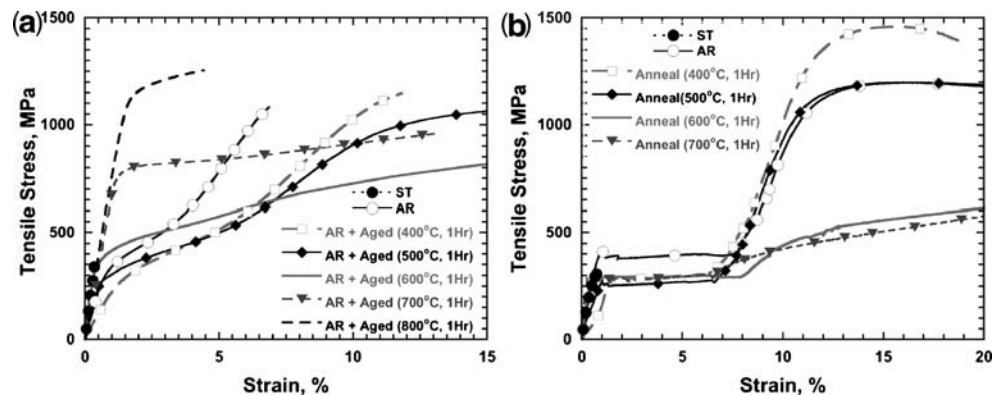 (a)
1500
1000
500
0
Tensile Stress, MPa
0
5
10
15
Strain, %
ST
AR
AR + Aged (400°C, 1Hr)
AR + Aged (500°C, 1Hr)
AR + Aged (600°C, 1Hr)
AR + Aged (700°C, 1Hr)
AR + Aged (800°C, 1Hr)
(b)
1500
1000
500
0
Tensile Stress, MPa
0
5
10
15
20
Strain, %
ST
AR
Anneal (400°C, 1Hr)
Anneal(500°C, 1Hr)
Anneal (600°C, 1Hr)
Anneal (700°C, 1Hr)